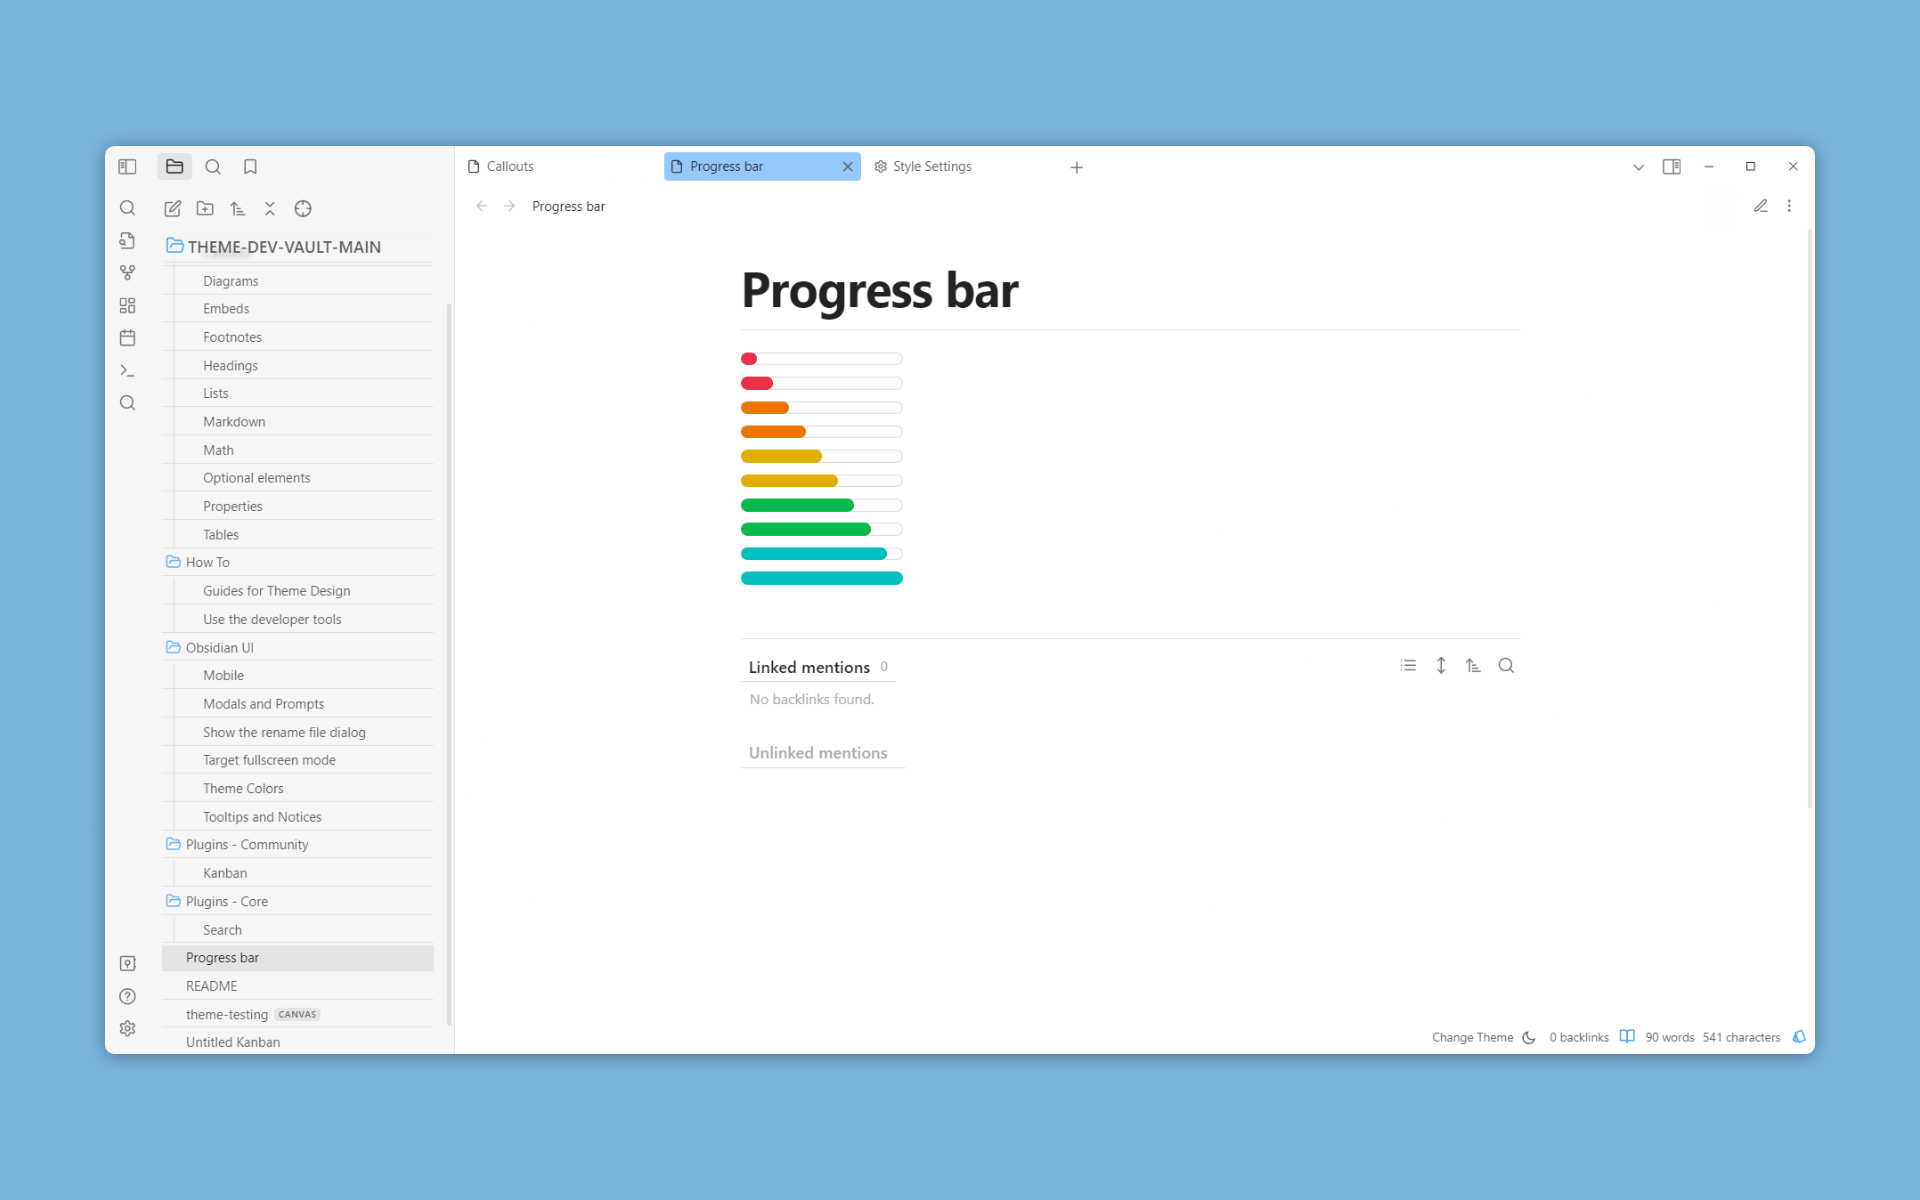 Callouts
Progress bar
Style Settings
Progress bar
THEME-DEV-VAULT-MAIN
Diagrams
Embeds
Footnotes
Headings
Lists
Markdown
Math
Optional elements
Properties
Tables
How To
Guides for Theme Design
Use the developer tools
Obsidian UI
Mobile
Modals and Prompts
Show the rename file dialog
Target fullscreen mode
Theme Colors
Tooltips and Notices
Plugins - Community
Kanban
Plugins - Core
Search
Progress bar
README
theme-testing CANVAS
Untitled Kanban
Progress bar
Linked mentions 0
No backlinks found.
Unlinked mentions
Change Theme 0 backlinks 90 words 541 characters